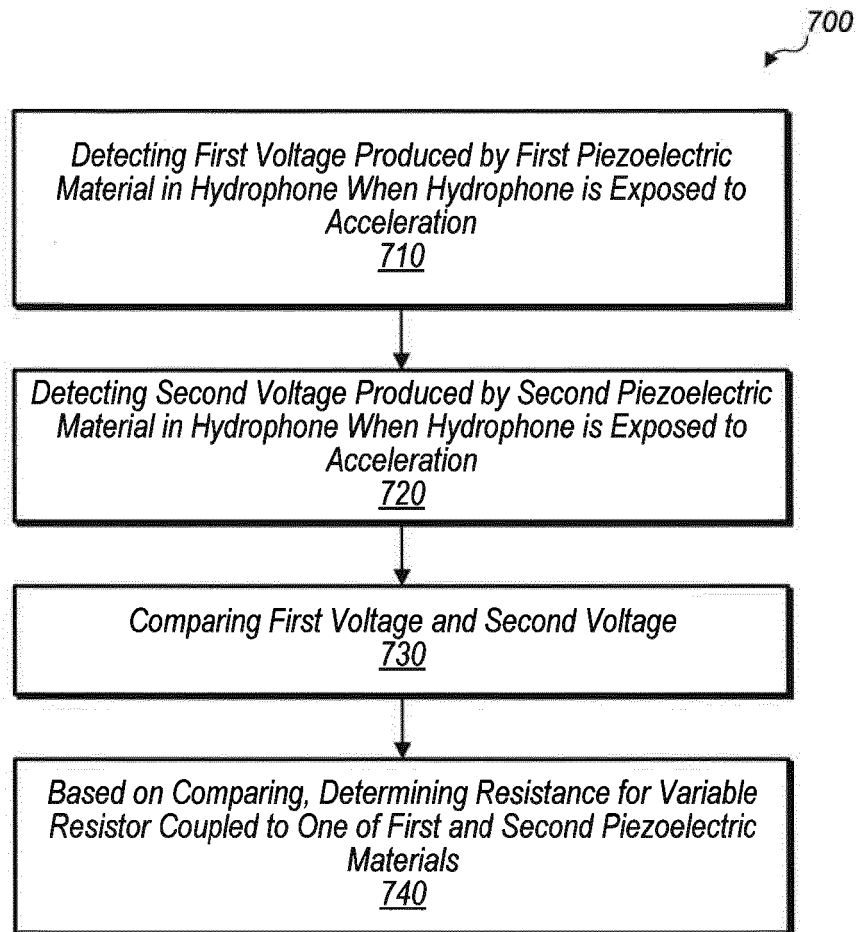 700
Detecting First Voltage Produced by First Piezoelectric
Material in Hydrophone When Hydrophone is Exposed to
Acceleration
710
Detecting Second Voltage Produced by Second Piezoelectric
Material in Hydrophone When Hydrophone is Exposed to
Acceleration
720
Comparing First Voltage and Second Voltage
730
Based on Comparing, Determining Resistance for Variable
Resistor Coupled to One of First and Second Piezoelectric
Materials
740